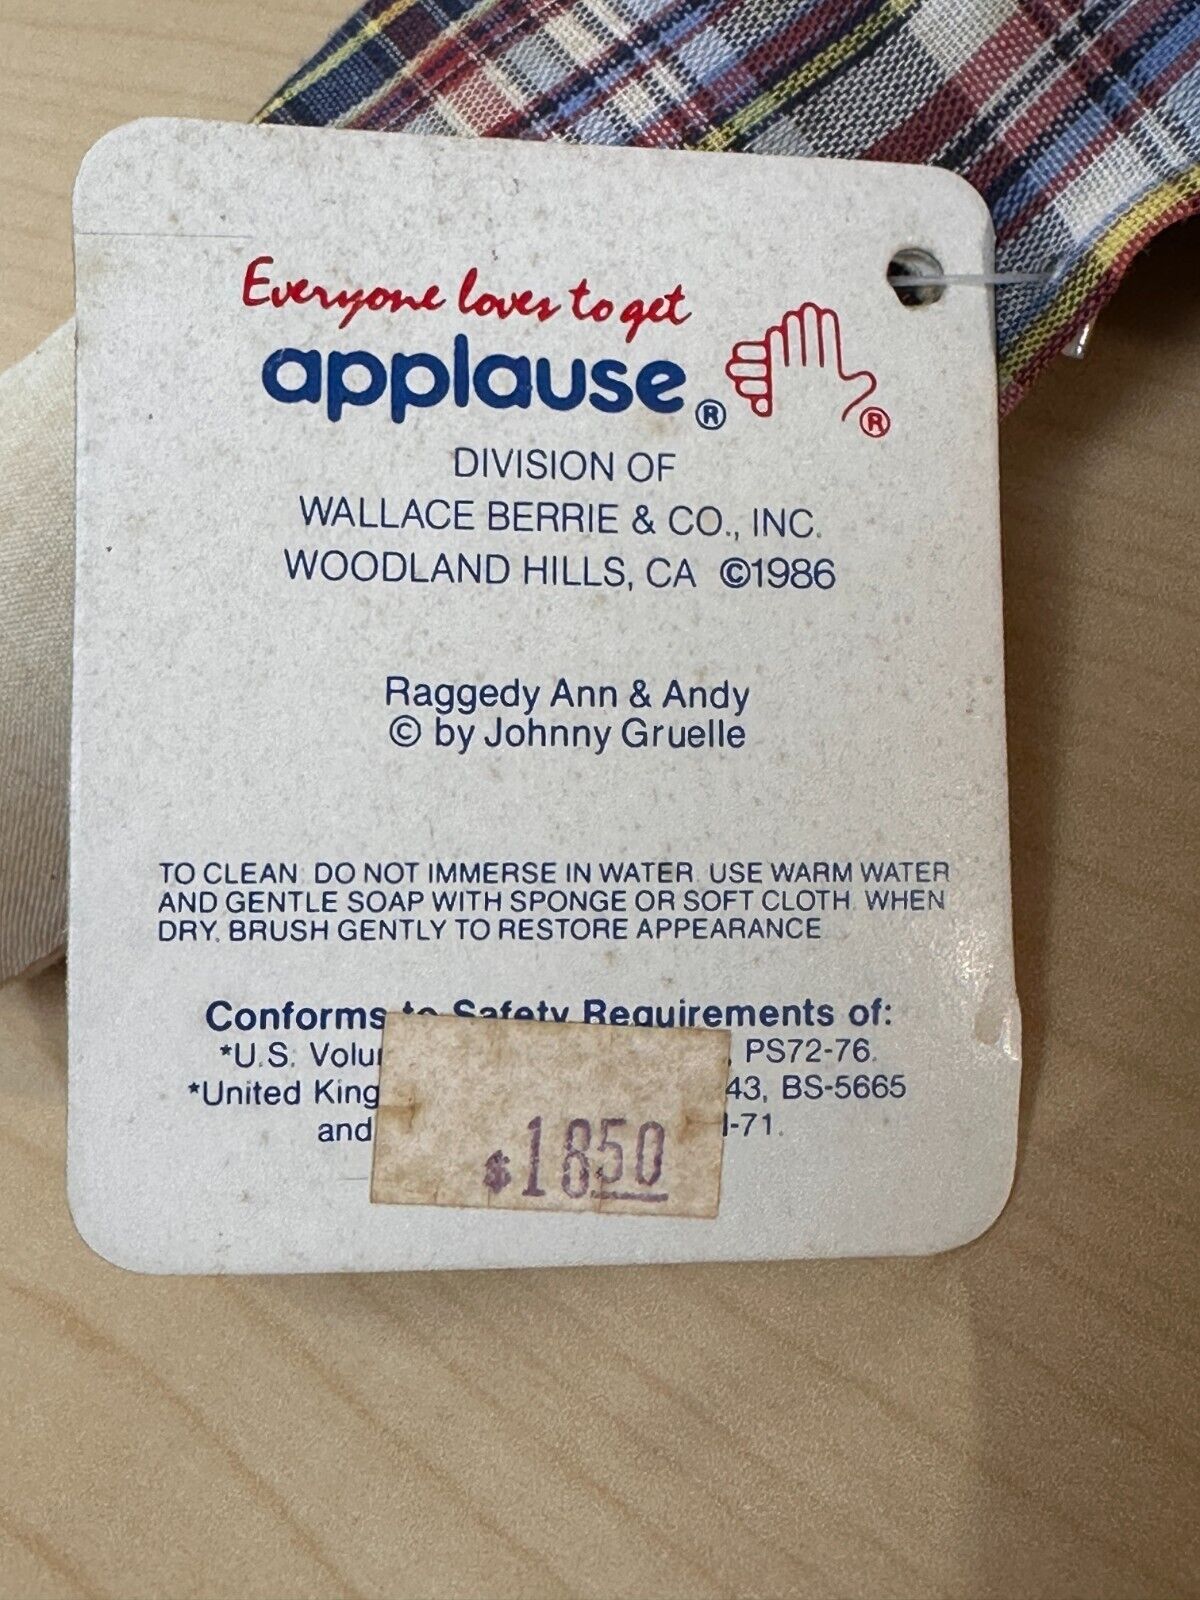 Everyone loves to get
applause®
®
DIVISION OF
WALLACE BERRIE & CO., INC.
WOODLAND HILLS, CA ©1986
Raggedy Ann & Andy
© by Johnny Gruelle
TO CLEAN: DO NOT IMMERSE IN WATER. USE WARM WATER
AND GENTLE SOAP WITH SPONGE OR SOFT CLOTH. WHEN
DRY, BRUSH GENTLY TO RESTORE APPEARANCE
Conforms to Safety Requirements of:
*U.S. PS72-76.
*United 43, BS-5665
and -71.
$18.50